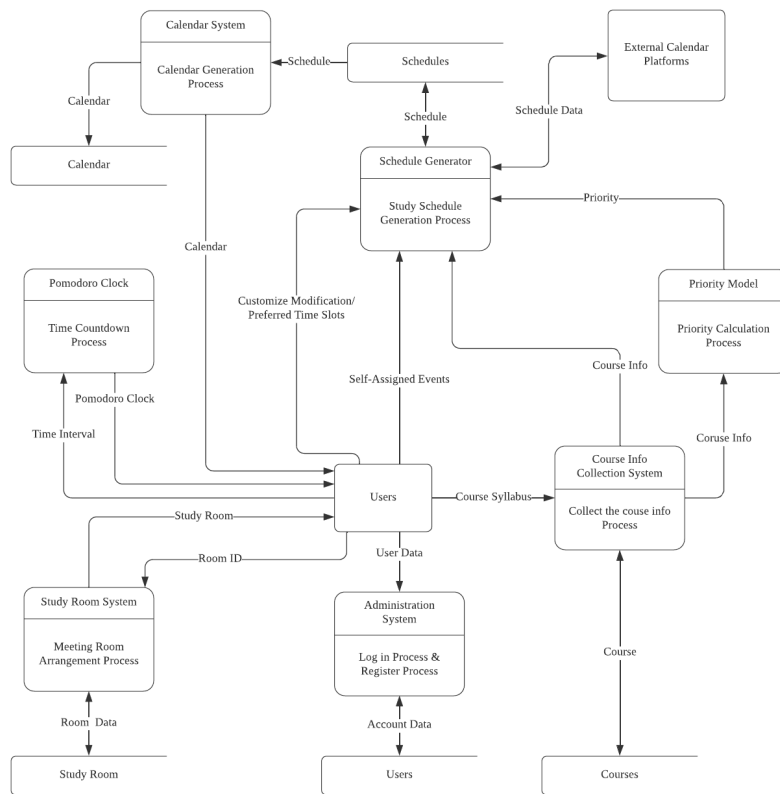 Calendar System
Calendar Generation
Process
Schedule
Schedules
External Calendar
Platforms
Calendar
Schedule
Schedule Data
Calendar
Schedule Generator
Study Schedule
Generation Process
Priority
Calendar
Pomodoro Clock
Time Countdown
Process
Customize Modification/
Preferred Time Slots
Priority Model
Priority Calculation
Process
Self-Assigned Events
Course Info
Pomodoro Clock
Time Interval
Coruse Info
Course Info
Collection System
Users
Course Syllabus
Collect the couse info
Process
Study Room
Room ID
User Data
Study Room System
Meeting Room
Arrangement Process
Administration
System
Log in Process &
Register Process
Course
Room Data
Account Data
Study Room
Users
Courses